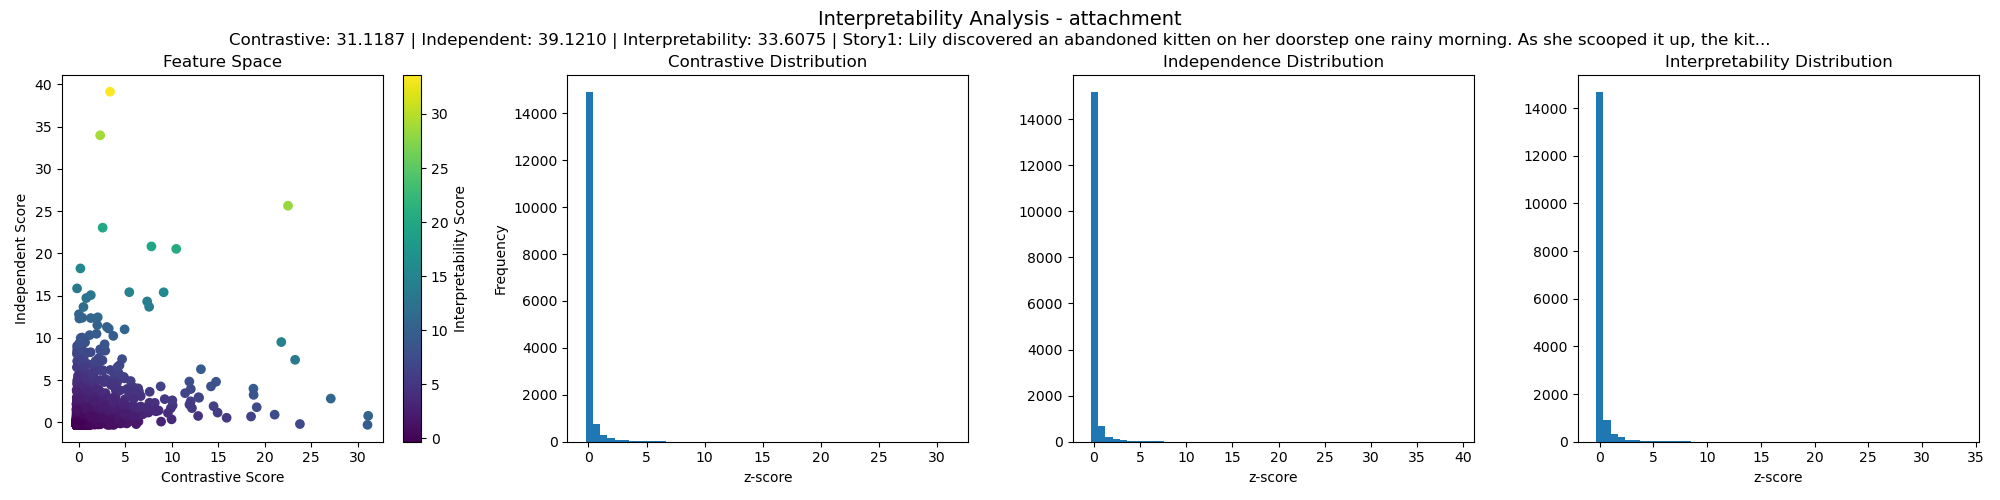 Interpretability Analysis - attachment
Contrastive: 31.1187 | Independent: 39.1210 | Interpretability: 33.6075 | Story1: Lily discovered an abandoned kitten on her doorstep one rainy morning. As she scooped it up, the kit...
Feature Space
40
35
30
25
20
15
10
5
0
Independent Score
0 5 10 15 20 25 30
Contrastive Score
30
25
20
15
10
5
0
Interpretability Score
Contrastive Distribution
14000
12000
10000
8000
6000
4000
2000
0
Frequency
0 5 10 15 20 25 30
z-score
Independence Distribution
14000
12000
10000
8000
6000
4000
2000
0
0 5 10 15 20 25 30 35 40
z-score
Interpretability Distribution
14000
12000
10000
8000
6000
4000
2000
0
0 5 10 15 20 25 30 35
z-score